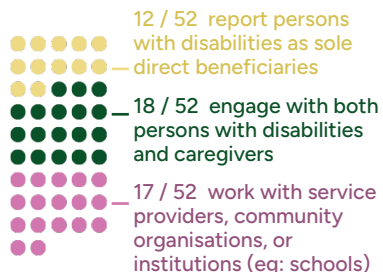 12 / 52 report persons
with disabilities as sole
direct beneficiaries
18 / 52 engage with both
persons with disabilities
and caregivers
17 / 52 work with service
providers, community
organisations, or
institutions (eg: schools)